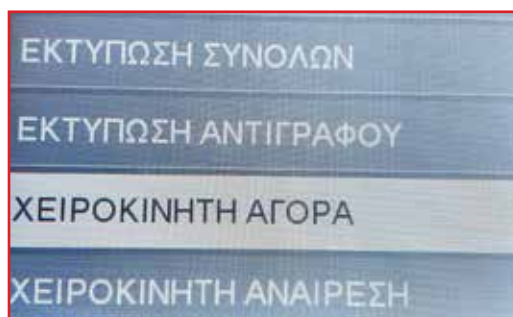 ΕΚΤΥΠΩΣΗ ΣΥΝΟΛΩΝ
ΕΚΤΥΠΩΣΗ ΑΝΤΙΓΡΑΦΟΥ
ΧΕΙΡΟΚΙΝΗΤΗ ΑΓΟΡΑ
ΧΕΙΡΟΚΙΝΗΤΗ ΑΝΑΙΡΕΣΗ